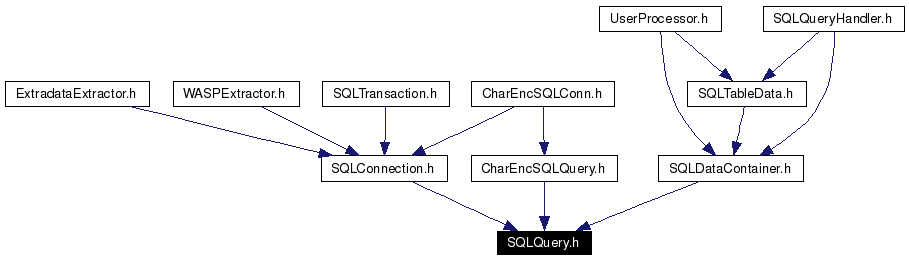 UserProcessor.h
SQLQueryHandler.h
ExtradataExtractor.h
WASPExtractor.h
SQLTransaction.h
CharEncSQLConn.h
SQLTableData.h
SQLConnection.h
CharEncSQLQuery.h
SQLDataContainer.h
SQLQuery.h